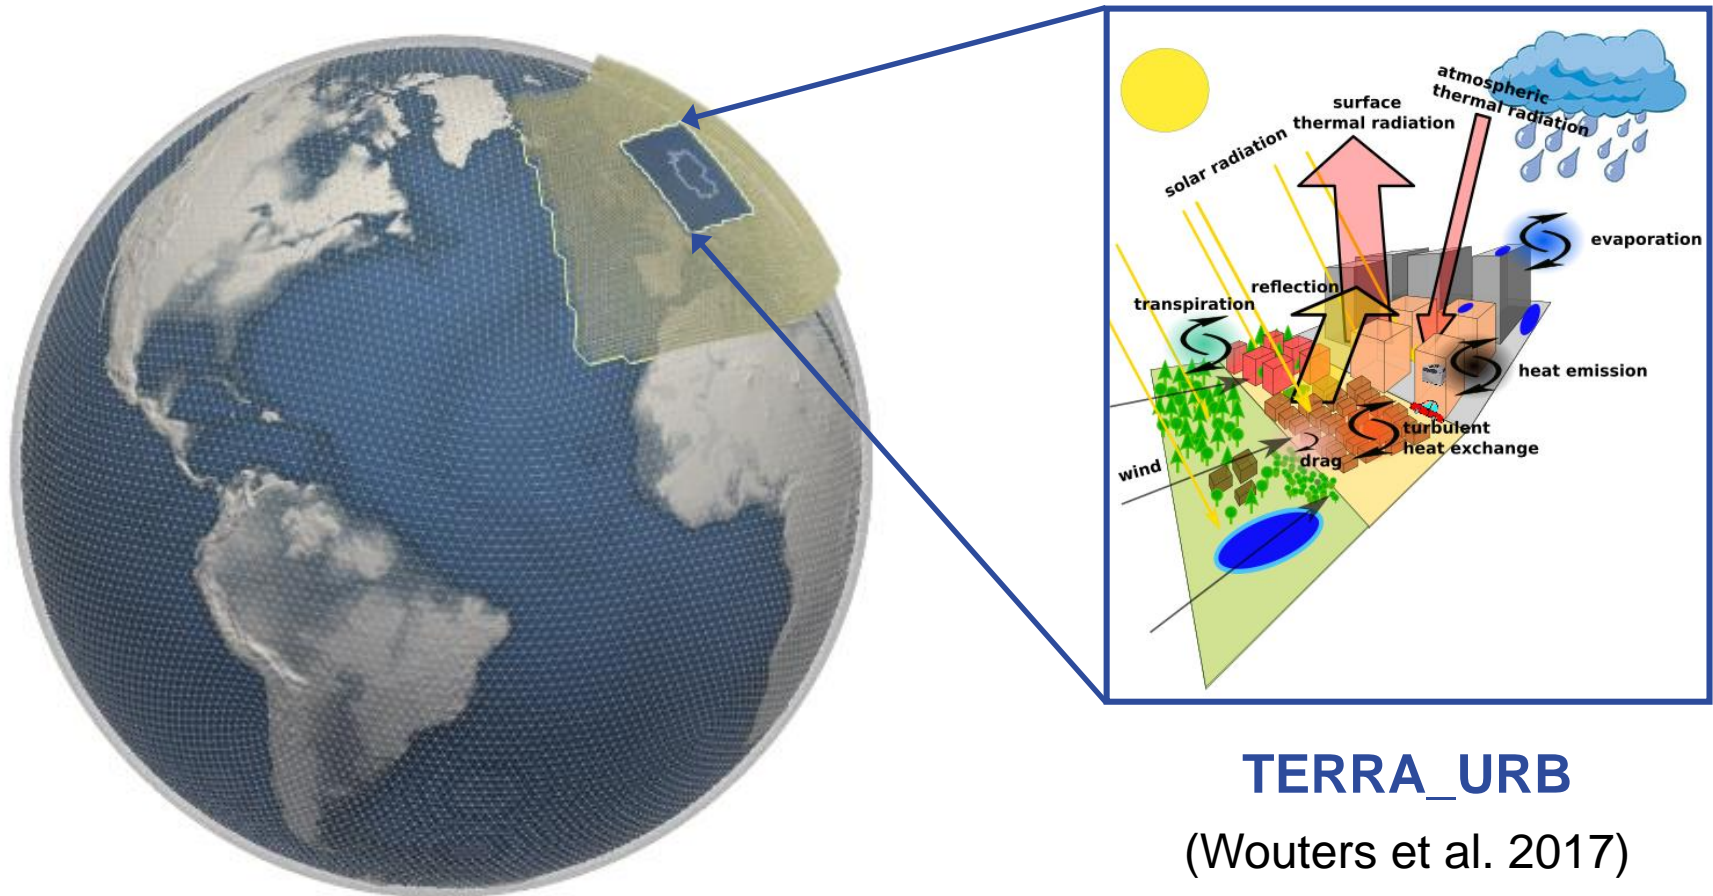 atmospheric
thermal radiation
surface
thermal radiation
solar radiation
evaporation
reflection
transpiration
heat emission
turbulent
heat exchange
drag
wind
TERRA_URB
(Wouters et al. 2017)